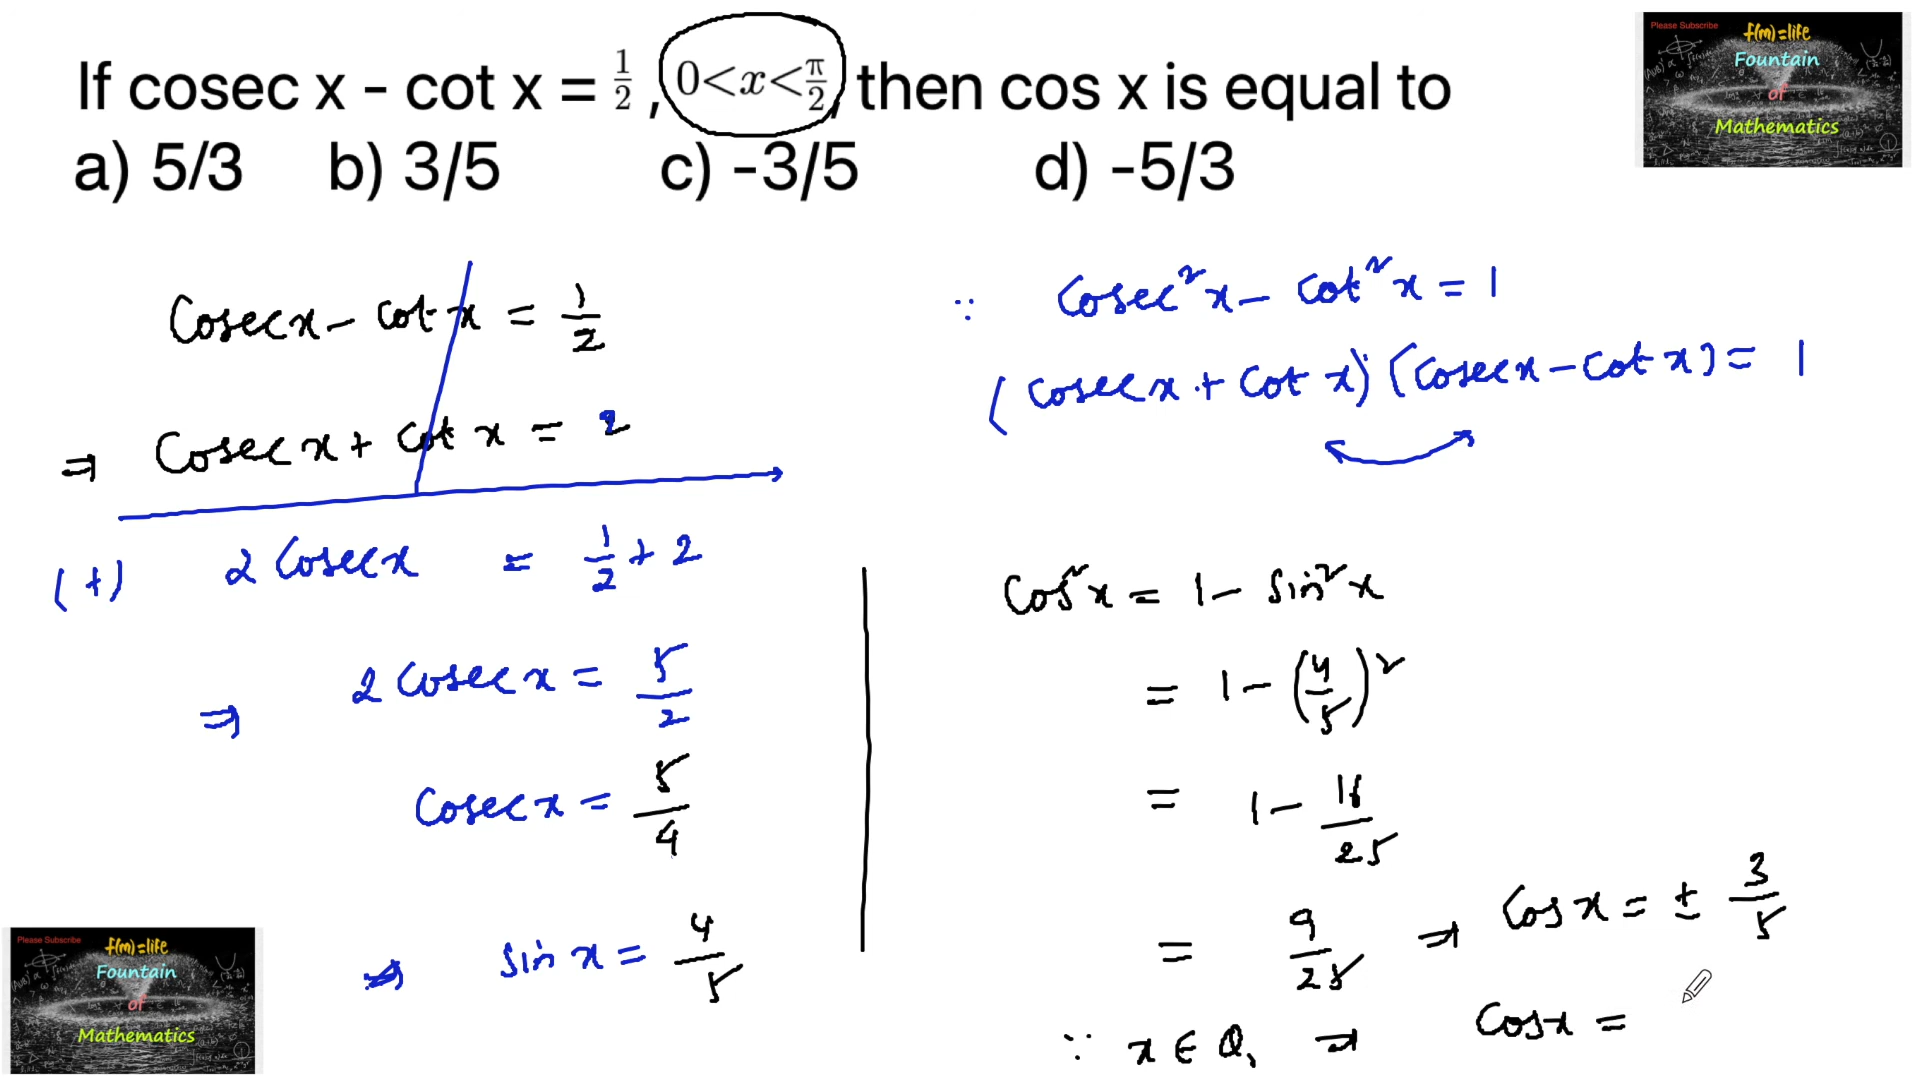 If cosec x - cot x = 1/2, 0<x<π/2, then cos x is equal to
a) 5/3 b) 3/5 c) -3/5 d) -5/3
Please Subscribe
f(m)=life
Fountain
of
Mathematics
Cosec x - cot x = 1/2
⇒ Cosec x + cot x = 2
(+) 2 Cosec x = 1/2 + 2
⇒ 2 Cosec x = 5/2
Cosec x = 5/4
⇒ sin x = 4/5
∵ Cosec²x - cot²x = 1
(Cosec x + cot x) (Cosec x - cot x) = 1
Cos²x = 1 - sin²x
= 1 - (4/5)²
= 1 - 16/25
= 9/25 ⇒ Cos x = ± 3/5
∵ x ∈ Q₁ ⇒ Cos x =
Please Subscribe
f(m)=life
Fountain
of
Mathematics